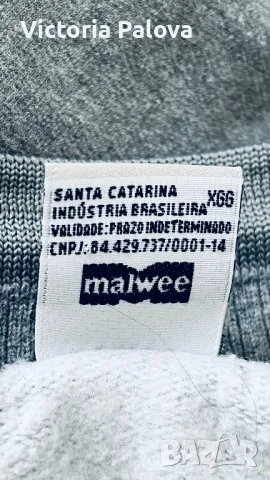 Victoria Palova
SANTA CATARINA XGG
INDÚSTRIA BRASILEIRA
VALIDADE: PRAZO INDETERMINADO
CNPJ: 84.429.737/0001-14
malwee
BAZAR